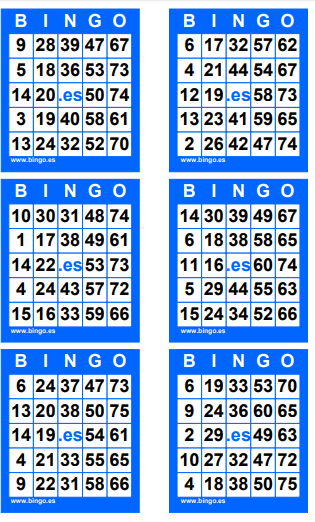 B I N G O
9 28 39 47 67
5 18 36 53 73
14 20 .es 50 74
3 19 40 58 61
13 24 32 52 70
www.bingo.es
B I N G O
6 17 32 57 62
4 21 44 54 67
12 19 .es 58 73
13 23 41 59 65
2 26 42 47 74
www.bingo.es
B I N G O
10 30 31 48 74
1 17 38 49 61
14 22 .es 53 73
4 24 43 57 72
15 16 33 59 66
www.bingo.es
B I N G O
14 30 39 49 67
6 18 38 58 65
11 16 .es 60 74
5 29 44 55 63
15 24 34 52 66
www.bingo.es
B I N G O
6 24 37 47 73
13 20 38 50 75
14 19 .es 54 61
4 21 33 55 65
9 22 31 58 66
www.bingo.es
B I N G O
6 19 33 53 70
9 24 36 60 65
2 29 .es 49 63
10 27 32 47 72
4 18 38 50 75
www.bingo.es